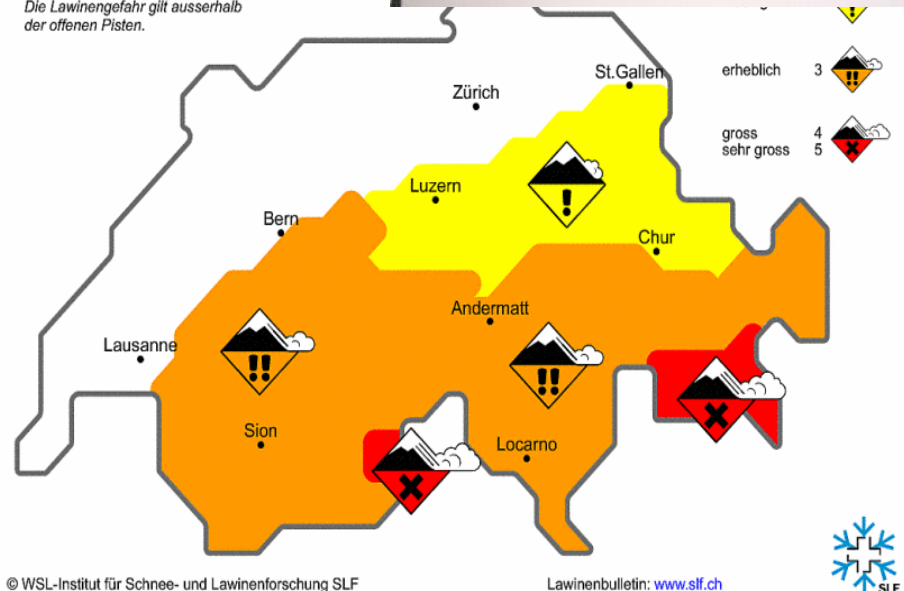 Die Lawinengefahr gilt ausserhalb
der offenen Pisten.
St.Gallen
erheblich 3
Zürich
gross 4
sehr gross 5
Luzern
Bern
Chur
Andermatt
Lausanne
Sion
Locarno
© WSL-Institut für Schnee- und Lawinenforschung SLF
Lawinenbulletin: www.slf.ch
SLF